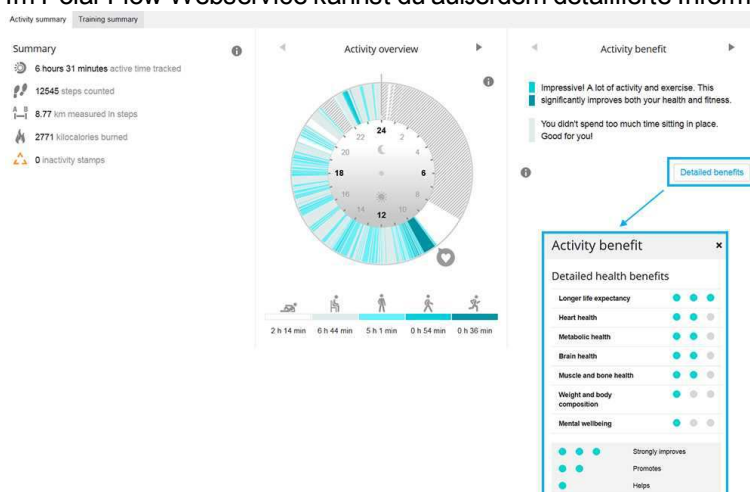 Im Polar Flow Webservice kannst du außerdem detaillierte Inform
Activity summary Training summary
Summary
6 hours 31 minutes active time tracked
12545 steps counted
A B
8.77 km measured in steps
2771 kilocalories burned
0 inactivity stamps
Activity overview
24
22 2
20 4
18 6
16 8
14 10
12
2 h 14 min 6 h 44 min 5 h 1 min 0 h 54 min 0 h 36 min
Activity benefit
Impressive! A lot of activity and exercise. This
significantly improves both your health and fitness.
You didn't spend too much time sitting in place.
Good for you!
Detailed benefits
Activity benefit ×
Detailed health benefits
Longer life expectancy
Heart health
Metabolic health
Brain health
Muscle and bone health
Weight and body
composition
Mental wellbeing
Strongly improves
Promotes
Helps